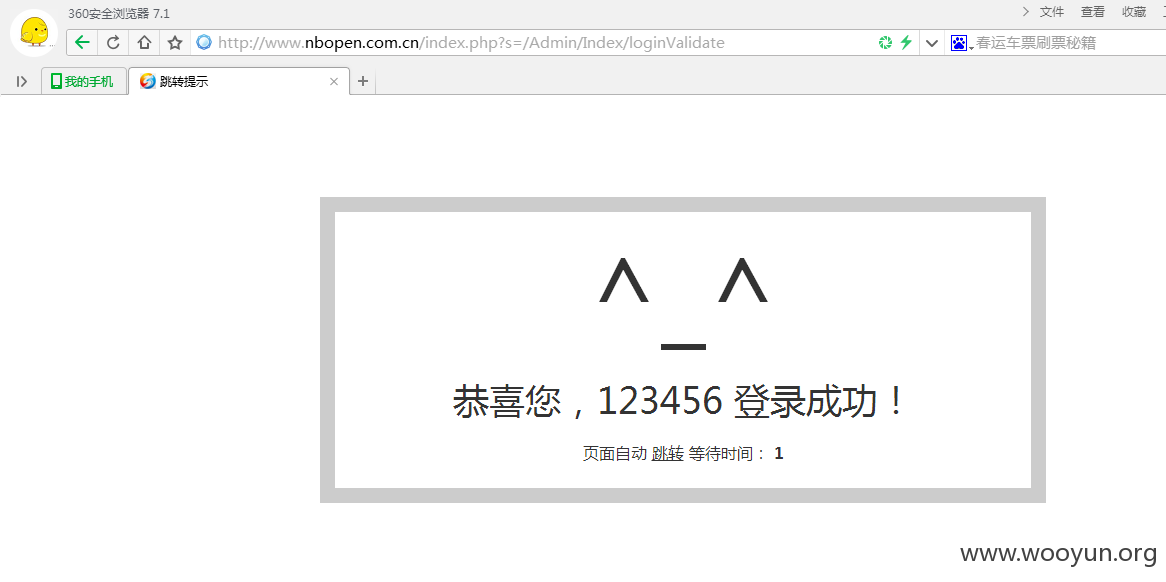 360安全浏览器 7.1
文件 查看 收藏
http://www.nbopen.com.cn/index.php?s=/Admin/Index/loginValidate
春运车票刷票秘籍
我的手机
跳转提示
^ ^
_
恭喜您，123456 登录成功！
页面自动 跳转 等待时间： 1
www.wooyun.org